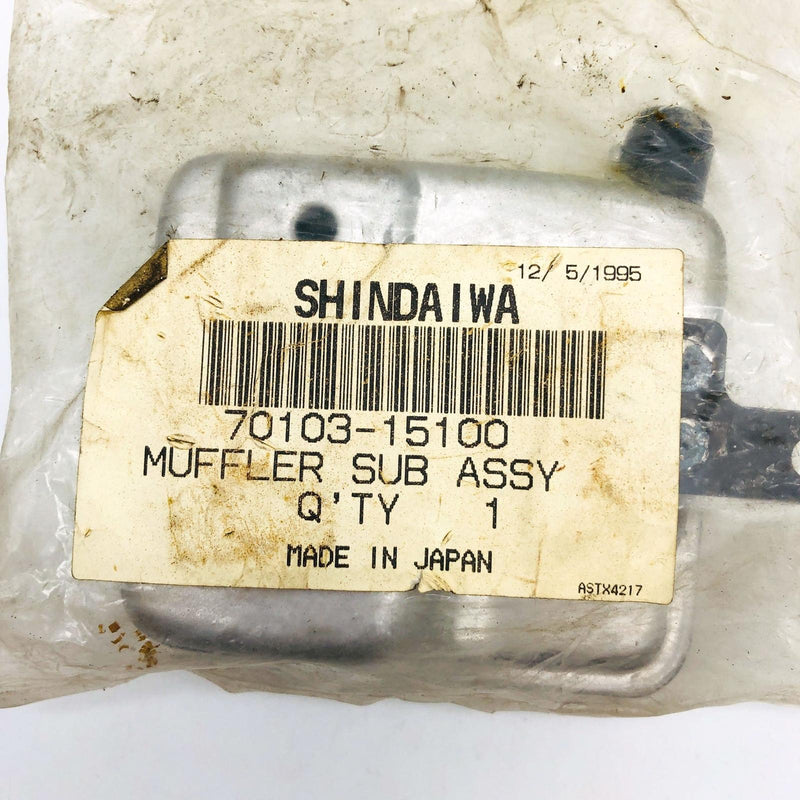 12/ 5/1995
SHINDAIWA
70103-15100
MUFFLER SUB ASSY
Q'TY 1
MADE IN JAPAN
ASTX4217